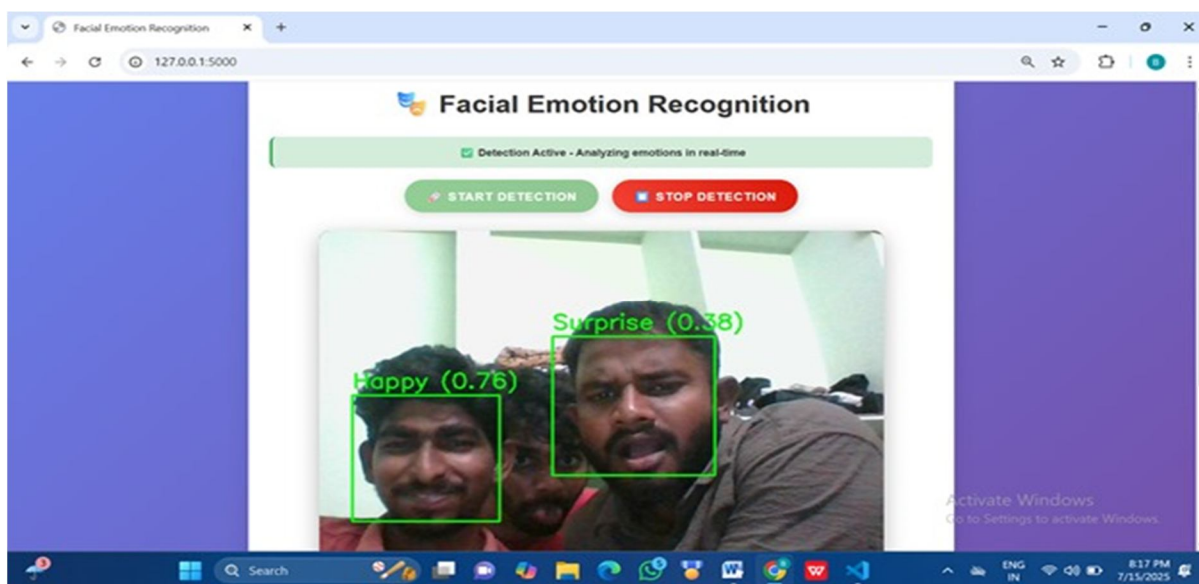 Facial Emotion Recognition
127.0.0.1:5000
B
Facial Emotion Recognition
Detection Active - Analyzing emotions in real-time
START DETECTION
STOP DETECTION
Surprise (0.38)
Happy (0.76)
Activate Windows
Go to Settings to activate Windows.
3
Search
W
W
ENG
IN
8:17 PM
7/15/2025